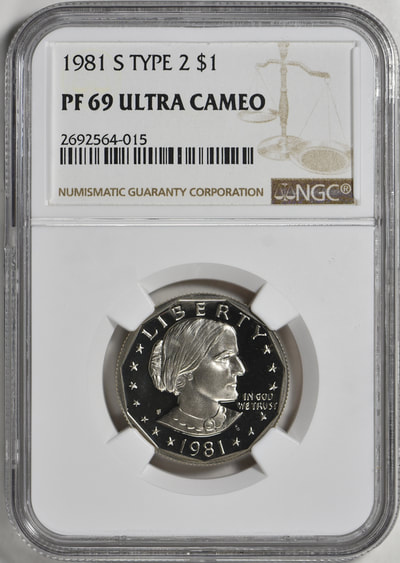 1981 S TYPE 2 $1
PF 69 ULTRA CAMEO
2692564-015
NUMISMATIC GUARANTY CORPORATION NGC®
LIBERTY
IN GOD
WE TRUST
1981